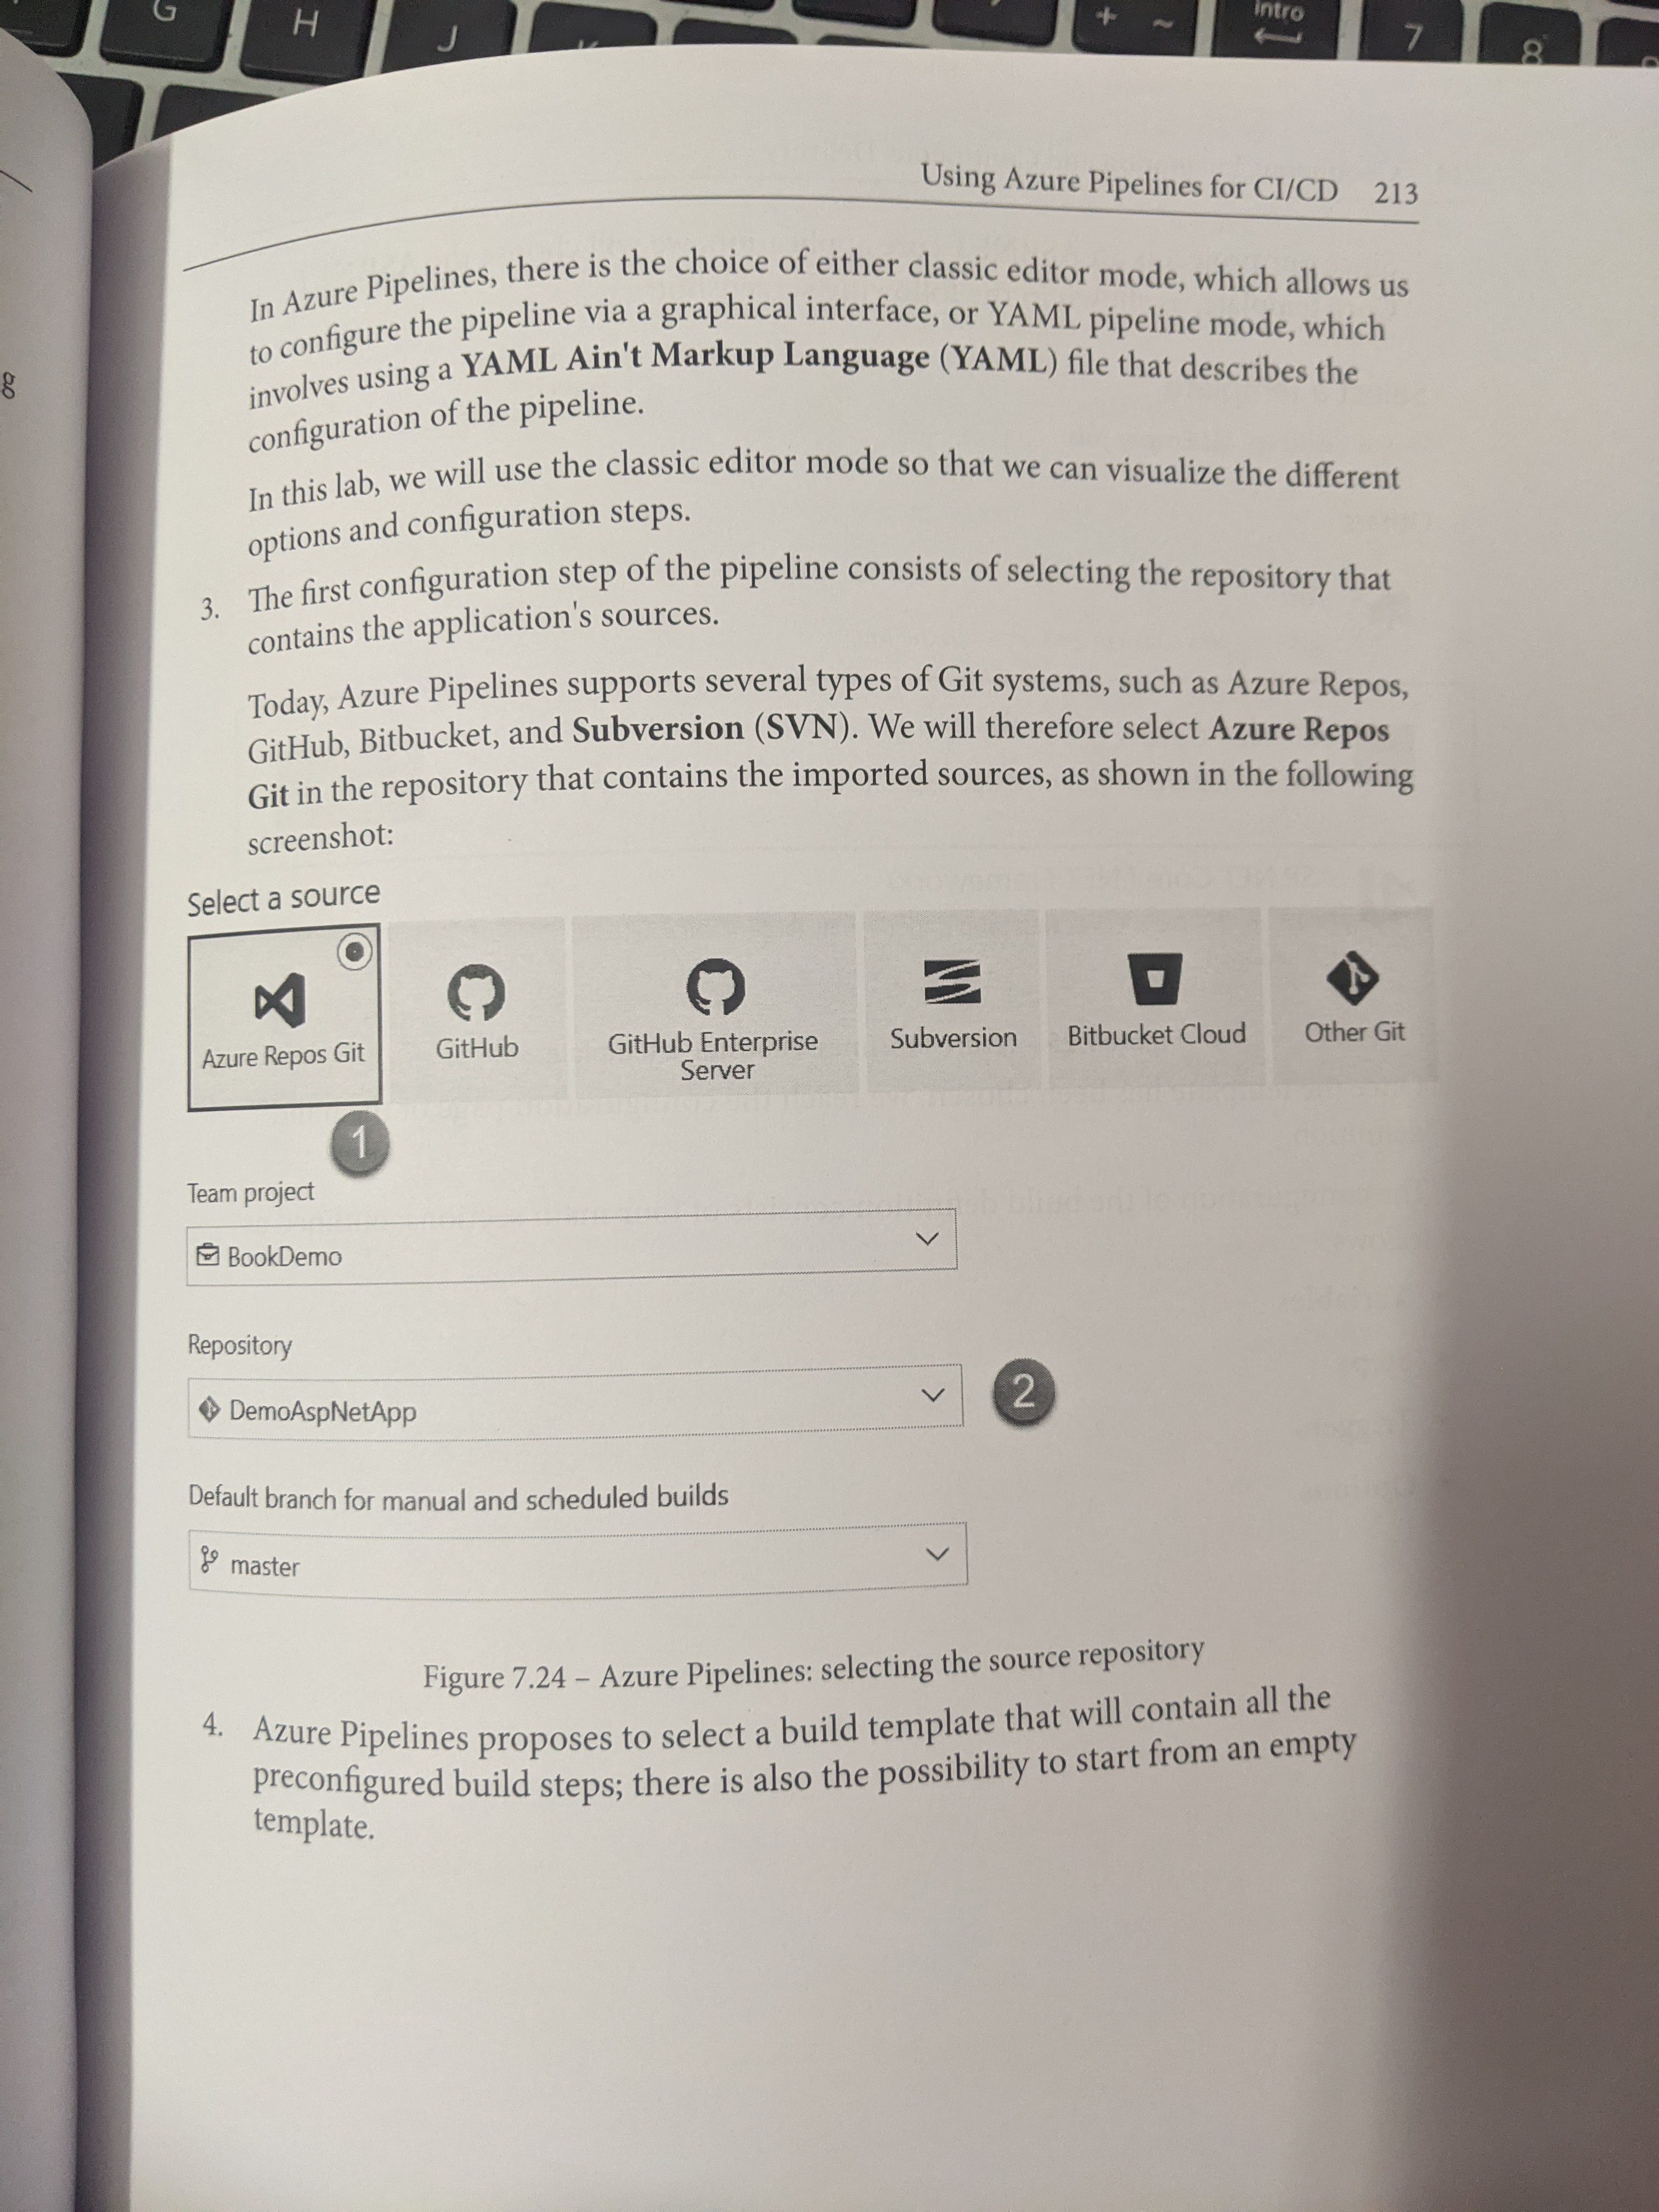 G
H
J
+ ~
Intro
7
8
g
Using Azure Pipelines for CI/CD 213
In Azure Pipelines, there is the choice of either classic editor mode, which allows us
to configure the pipeline via a graphical interface, or YAML pipeline mode, which
involves using a YAML Ain't Markup Language (YAML) file that describes the
configuration of the pipeline.
In this lab, we will use the classic editor mode so that we can visualize the different
options and configuration steps.
3. The first configuration step of the pipeline consists of selecting the repository that
contains the application's sources.
Today, Azure Pipelines supports several types of Git systems, such as Azure Repos,
GitHub, Bitbucket, and Subversion (SVN). We will therefore select Azure Repos
Git in the repository that contains the imported sources, as shown in the following
screenshot:
Select a source
Azure Repos Git
GitHub
GitHub Enterprise
Server
Subversion
Bitbucket Cloud
Other Git
1
Team project
BookDemo
Repository
DemoAspNetApp
2
Default branch for manual and scheduled builds
master
Figure 7.24 – Azure Pipelines: selecting the source repository
4. Azure Pipelines proposes to select a build template that will contain all the
preconfigured build steps; there is also the possibility to start from an empty
template.